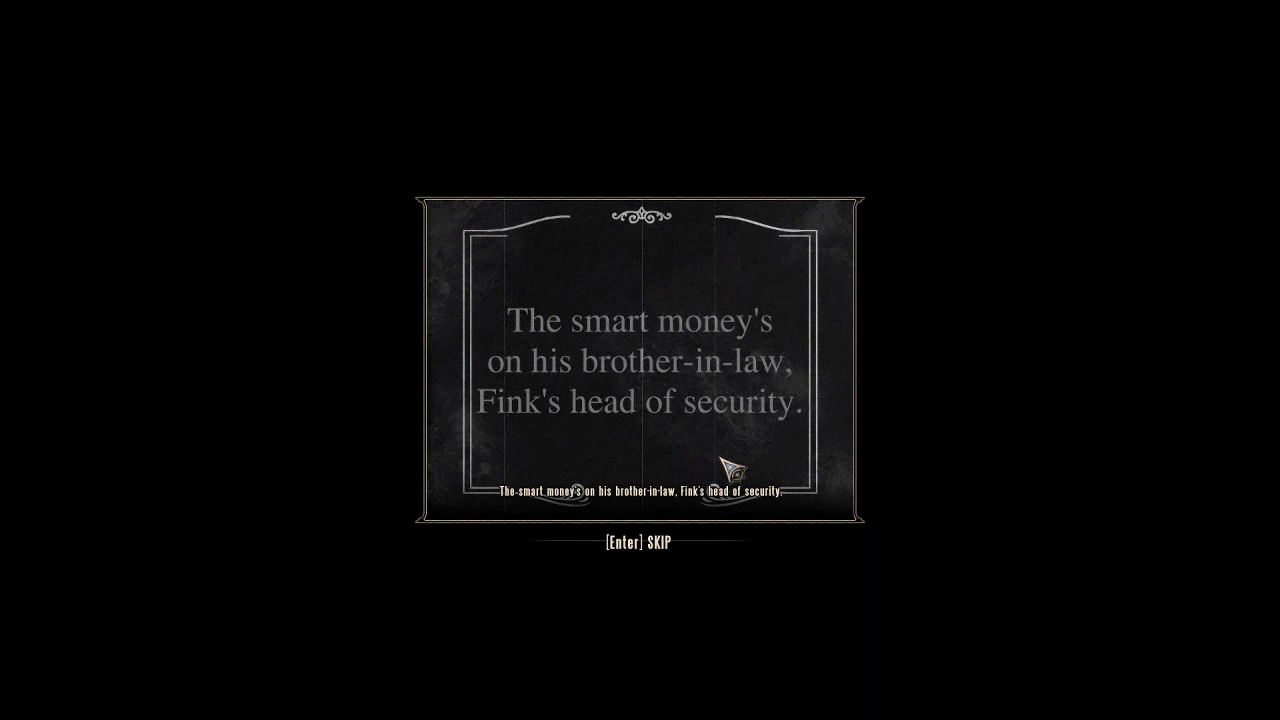 The smart money's
on his brother-in-law,
Fink's head of security.
The smart money's on his brother-in-law, Fink's head of security.
[Enter] SKIP